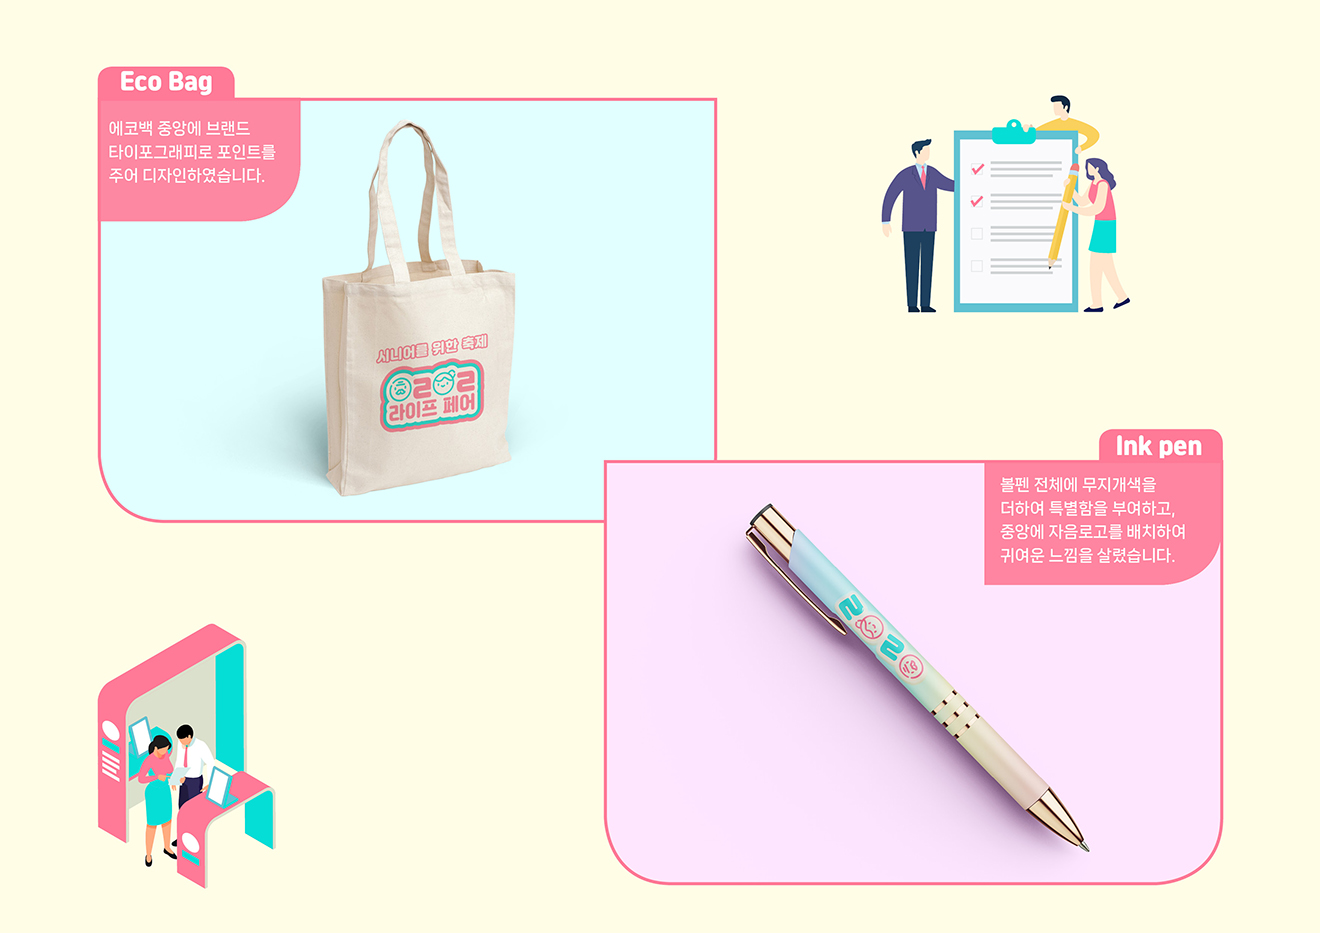 Eco Bag
에코백 중앙에 브랜드
타이포그래피로 포인트를
주어 디자인하였습니다.
시니어를 위한 축제
라이프 페어
Ink pen
볼펜 전체에 무지개색을
더하여 특별함을 부여하고,
중앙에 자음로고를 배치하여
귀여운 느낌을 살렸습니다.